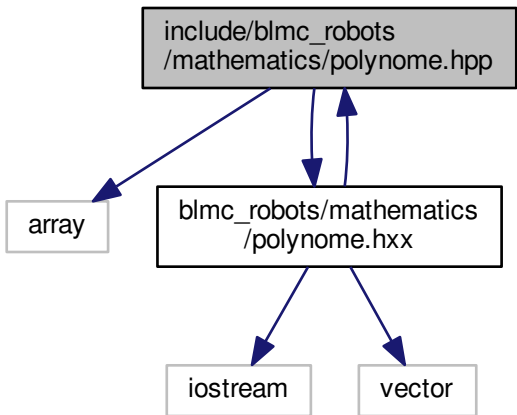 include/blmc_robots
/mathematics/polynome.hpp
array
blmc_robots/mathematics
/polynome.hxx
iostream
vector